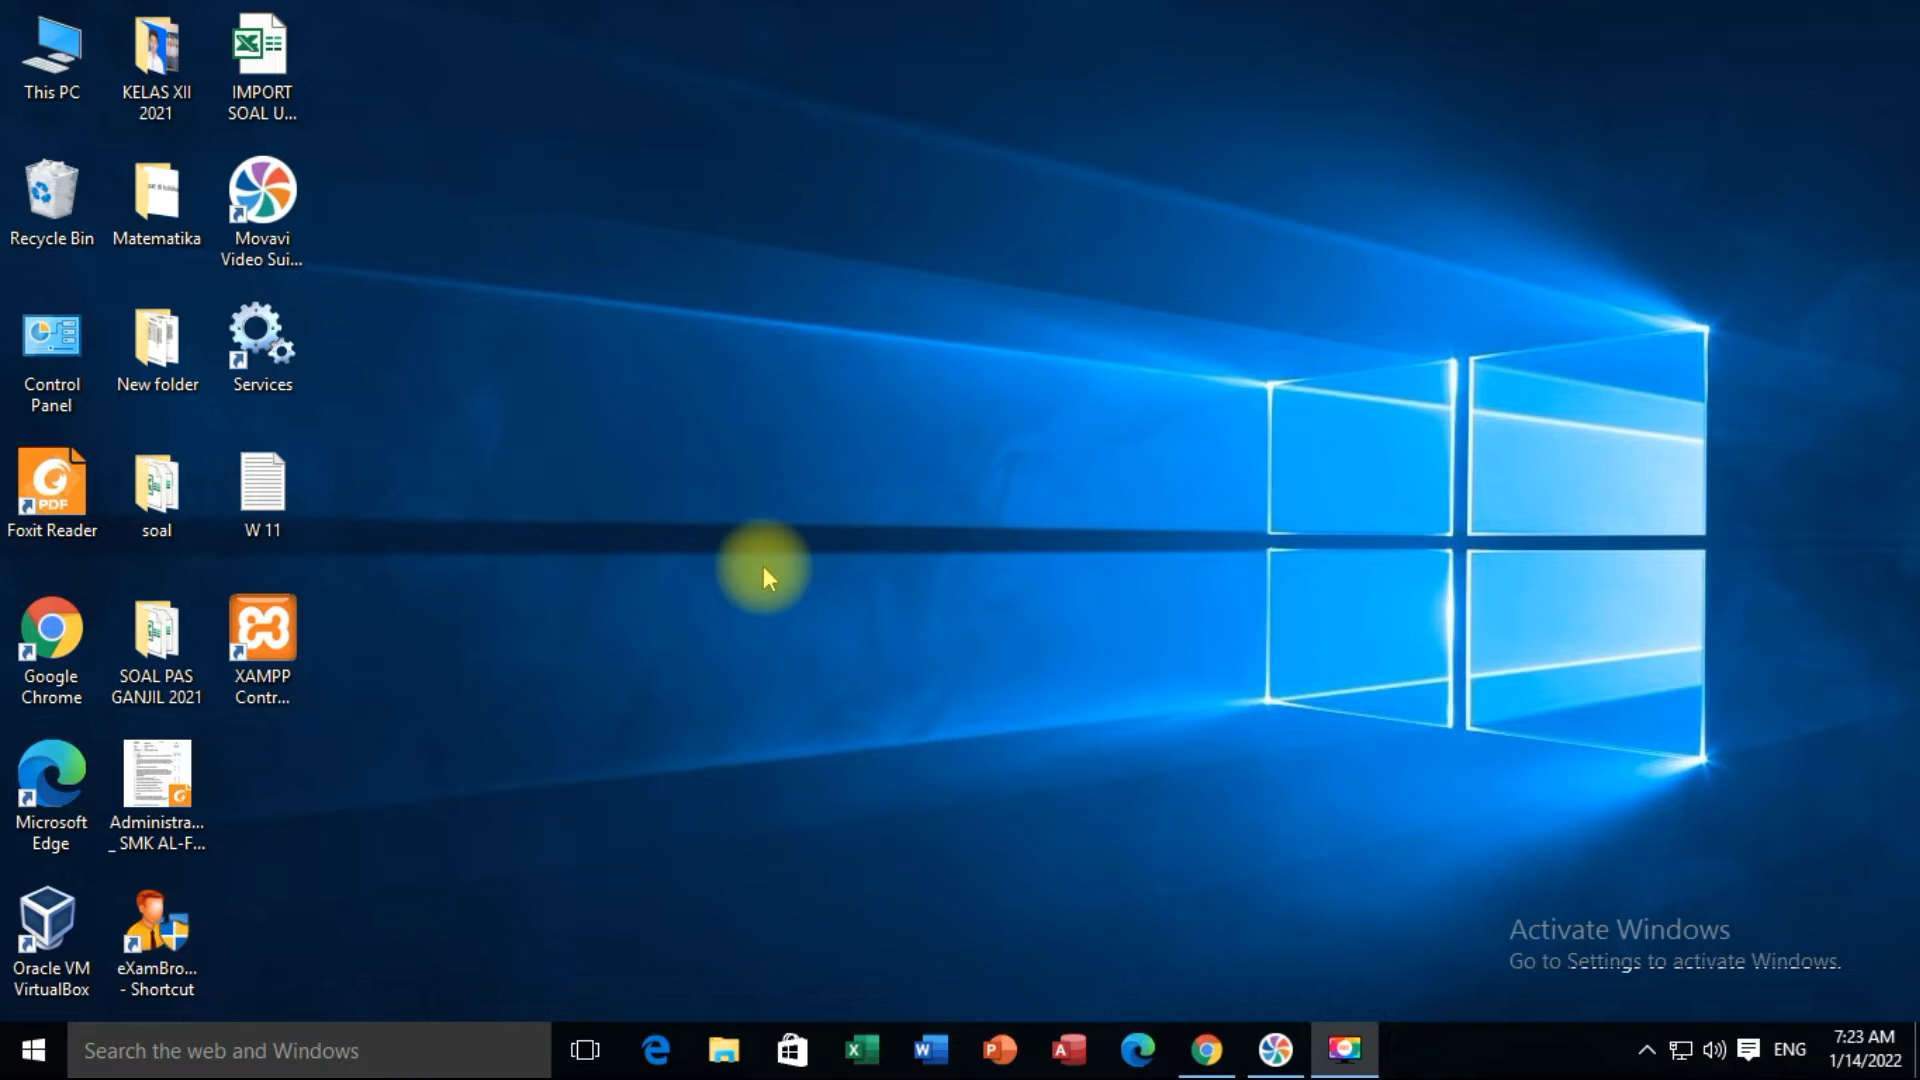 This PC
KELAS XII
2021
IMPORT
SOAL U...
Recycle Bin
Matematika
Movavi
Video Sui...
Control
Panel
New folder
Services
PDF
Foxit Reader
soal
W 11
Google
Chrome
SOAL PAS
GANJIL 2021
XAMPP
Contr...
Microsoft
Edge
Administra...
_ SMK AL-F...
Oracle VM
VirtualBox
eXamBro...
- Shortcut
Activate Windows
Go to Settings to activate Windows.
Search the web and Windows
ENG
7:23 AM
1/14/2022